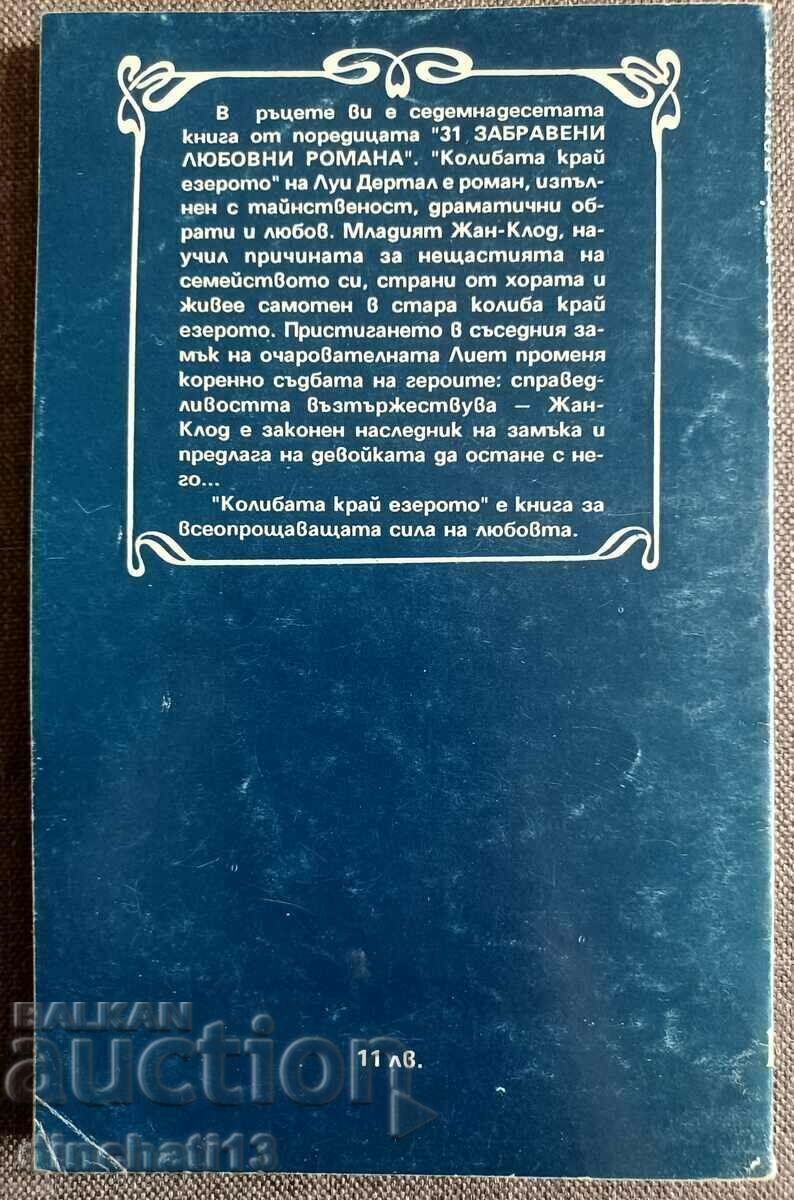 В ръцете ви е седемнадесетата
книга от поредицата "31 ЗАБРАВЕНИ
ЛЮБОВНИ РОМАНА". "Колибата край
езерото" на Луи Дертал е роман, изпъл-
нен с тайнственост, драматични об-
рати и любов. Младият Жан-Клод, на-
учил причината за нещастията на
семейството си, страни от хората и
живее самотен в стара колиба край
езерото. Пристигането в съседния за-
мък на очарователната Лиет променя
коренно съдбата на героите: справед-
ливостта възтържествува – Жан-
Клод е законен наследник на замъка и
предлага на девойката да остане с не-
го...
"Колибата край езерото" е книга за
всеопрощаващата сила на любовта.
11 лв.
BALKAN
auction
dinchati13